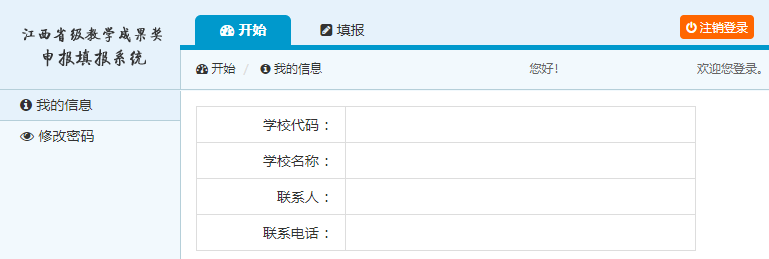 江西省级教学成果奖
申报填报系统
开始
填报
注销登录
开始 / 我的信息
您好！
欢迎您登录。
我的信息
修改密码
学校代码：
学校名称：
联系人：
联系电话：